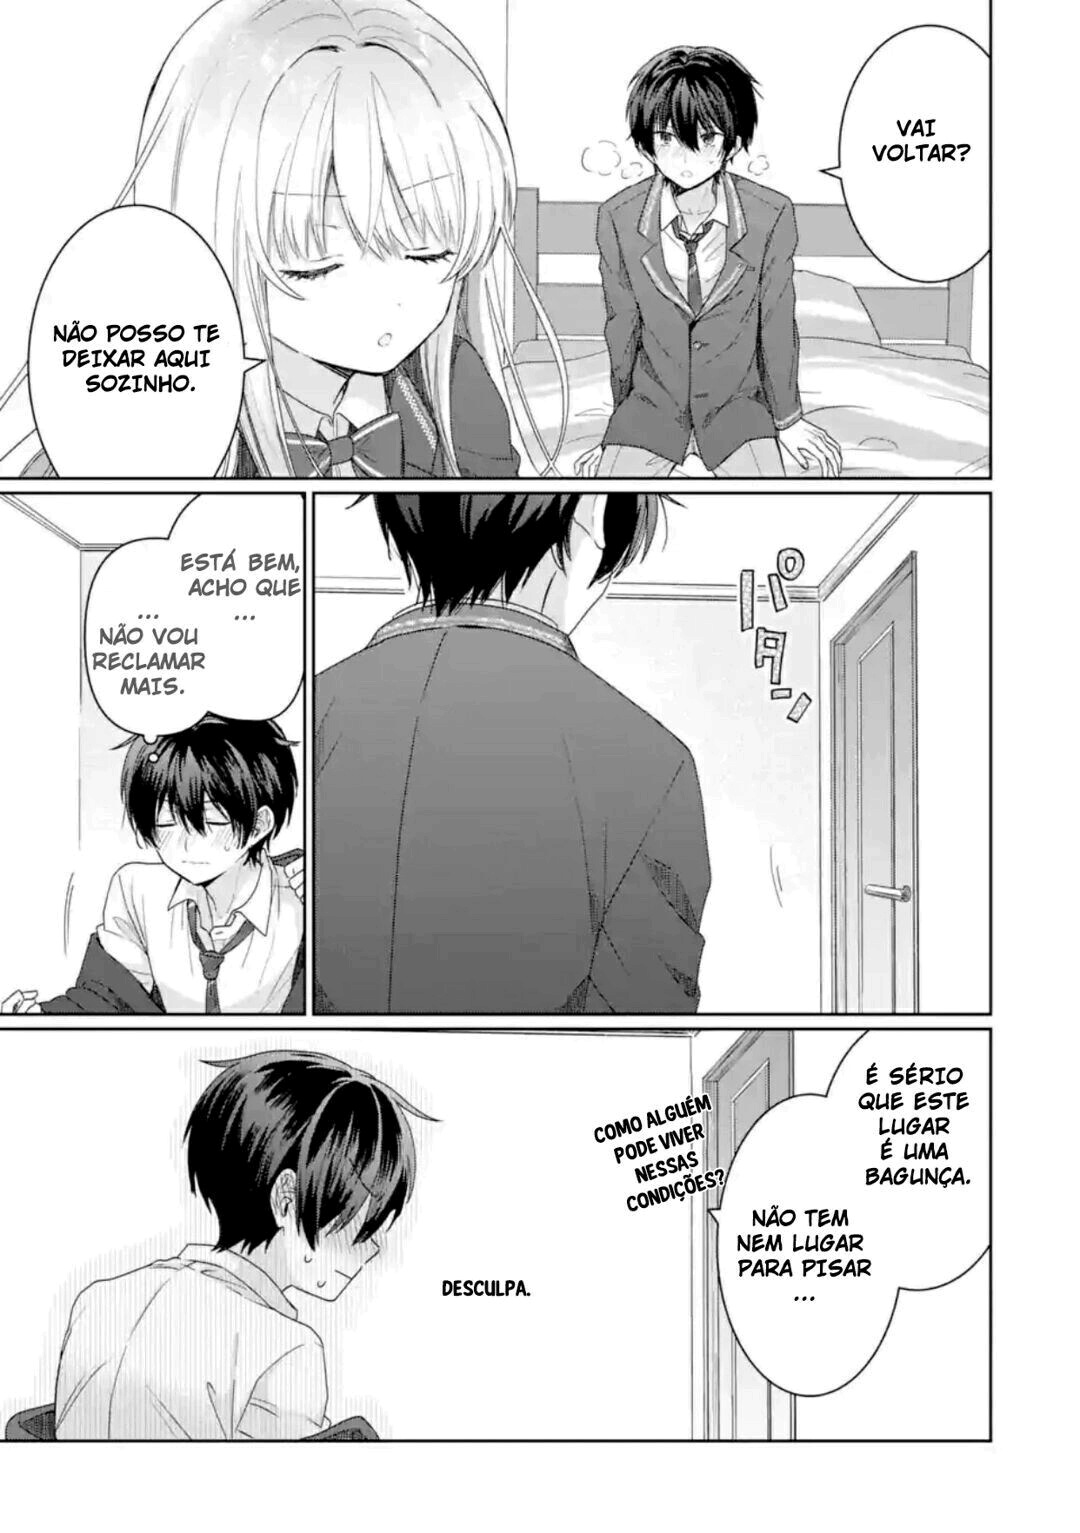 VAI
VOLTAR?
NÃO POSSO TE
DEIXAR AQUI
SOZINHO.
パタン
ESTÁ BEM,
ACHO QUE
...
...
NÃO VOU
RECLAMAR
MAIS.
É SÉRIO
QUE ESTE
LUGAR
É UMA
BAGUNÇA.
NÃO TEM
NEM LUGAR
PARA PISAR
...
COMO ALGUÉM
PODE VIVER
NESSAS
CONDIÇÕES?
DESCULPA.